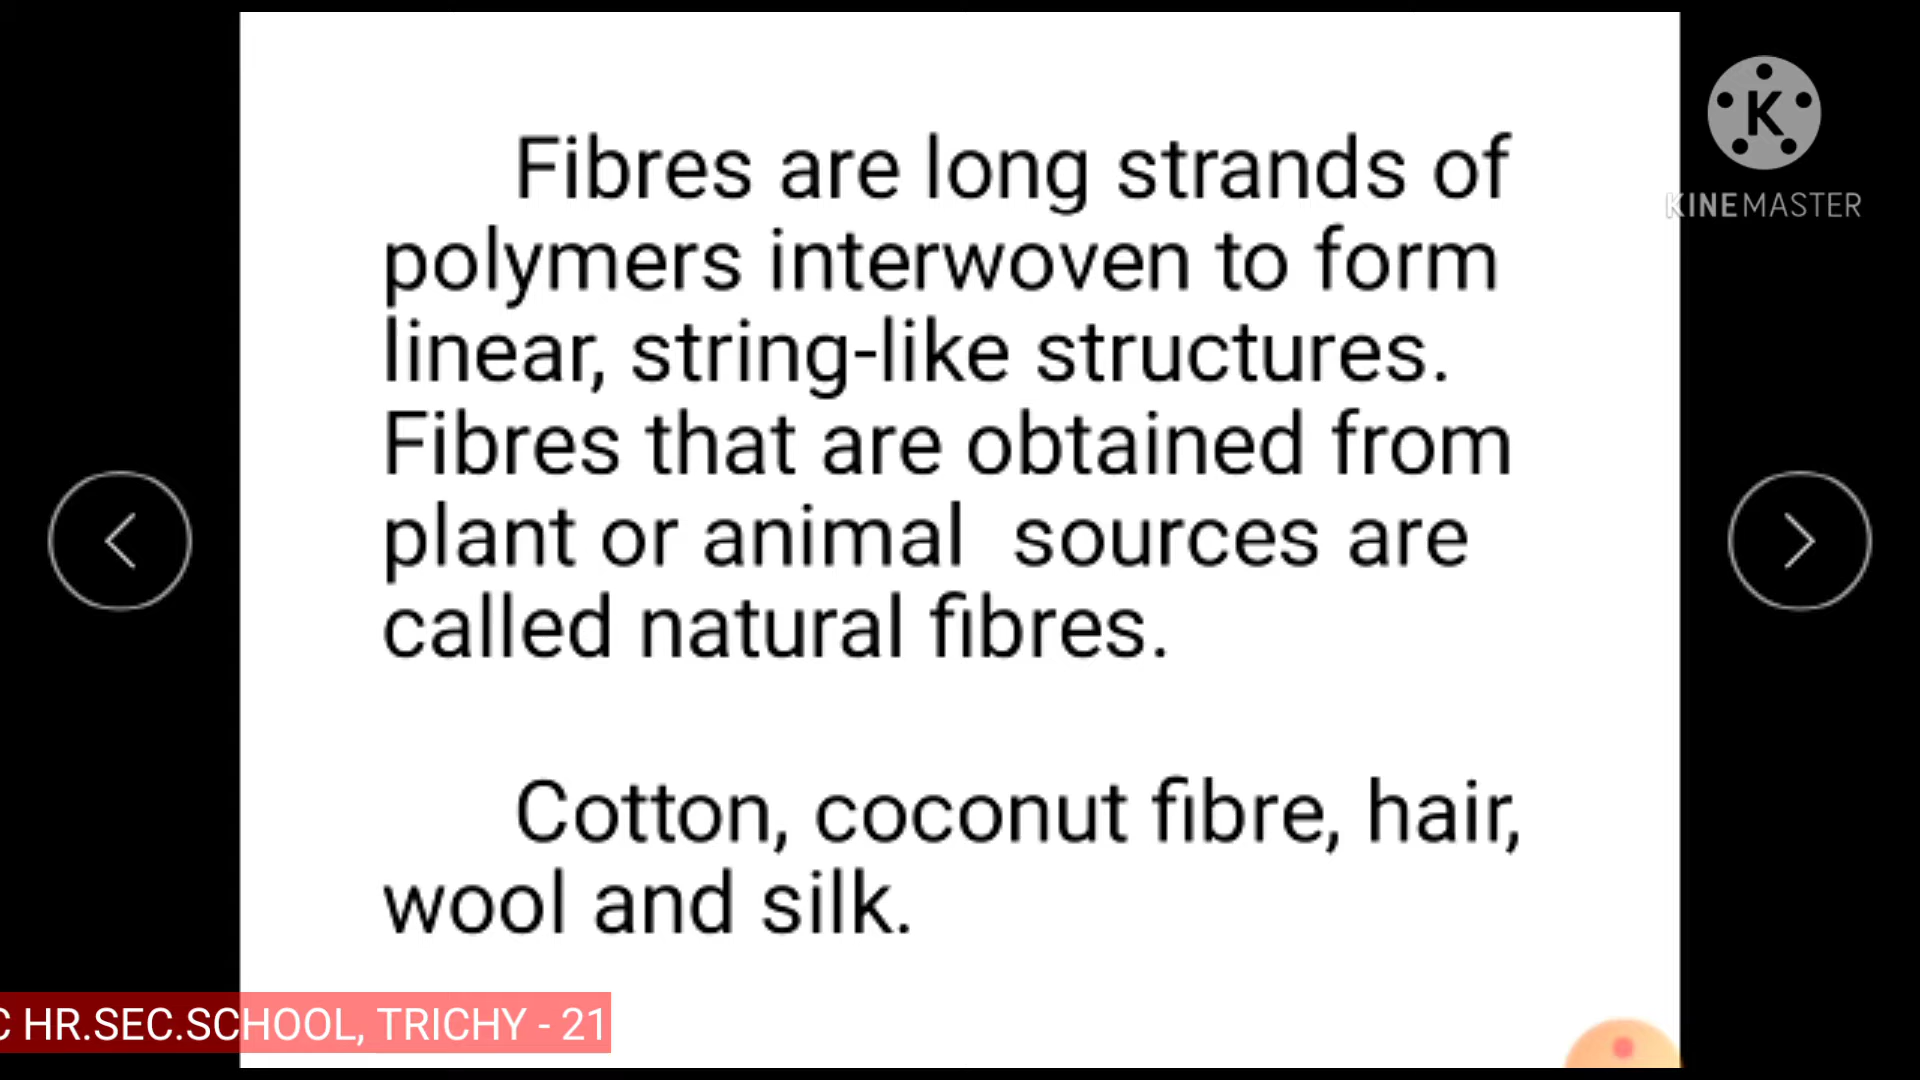 Fibres are long strands of
polymers interwoven to form
linear, string-like structures.
Fibres that are obtained from
plant or animal  sources are
called natural fibres.
Cotton, coconut fibre, hair,
wool and silk.
K
KINEMASTER
C HR.SEC.SCHOOL, TRICHY - 21